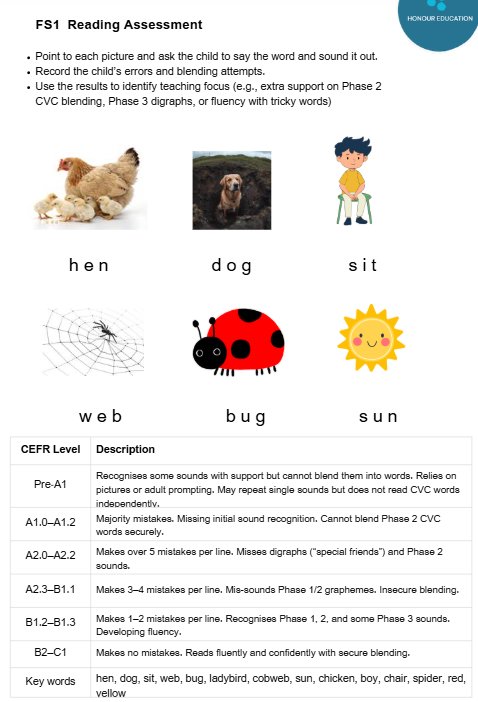 HONOUR EDUCATION
FS1 Reading Assessment
• Point to each picture and ask the child to say the word and sound it out.
• Record the child's errors and blending attempts.
• Use the results to identify teaching focus (e.g., extra support on Phase 2
CVC blending, Phase 3 digraphs, or fluency with tricky words)
h e n
d o g
s i t
w e b
b u g
s u n
CEFR Level Description
Pre-A1
Recognises some sounds with support but cannot blend them into words. Relies on
pictures or adult prompting. May repeat single sounds but does not read CVC words
independently.
A1.0–A1.2
Majority mistakes. Missing initial sound recognition. Cannot blend Phase 2 CVC
words securely.
A2.0–A2.2
Makes over 5 mistakes per line. Misses digraphs ("special friends") and Phase 2
sounds.
A2.3–B1.1 Makes 3–4 mistakes per line. Mis-sounds Phase 1/2 graphemes. Insecure blending.
B1.2–B1.3
Makes 1–2 mistakes per line. Recognises Phase 1, 2, and some Phase 3 sounds.
Developing fluency.
B2–C1 Makes no mistakes. Reads fluently and confidently with secure blending.
Key words
hen, dog, sit, web, bug, ladybird, cobweb, sun, chicken, boy, chair, spider, red,
yellow